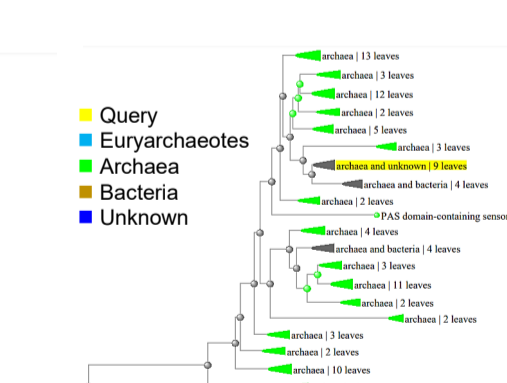 archaea | 13 leaves
archaea | 3 leaves
archaea | 12 leaves
archaea | 2 leaves
archaea | 5 leaves
archaea | 3 leaves
archaea and unknown | 9 leaves
archaea and bacteria | 4 leaves
archaea | 2 leaves
PAS domain-containing sensor
archaea | 4 leaves
archaea and bacteria | 4 leaves
archaea | 3 leaves
archaea | 11 leaves
archaea | 2 leaves
archaea | 2 leaves
archaea | 3 leaves
archaea | 2 leaves
archaea | 10 leaves
Query
Euryarchaeotes
Archaea
Bacteria
Unknown